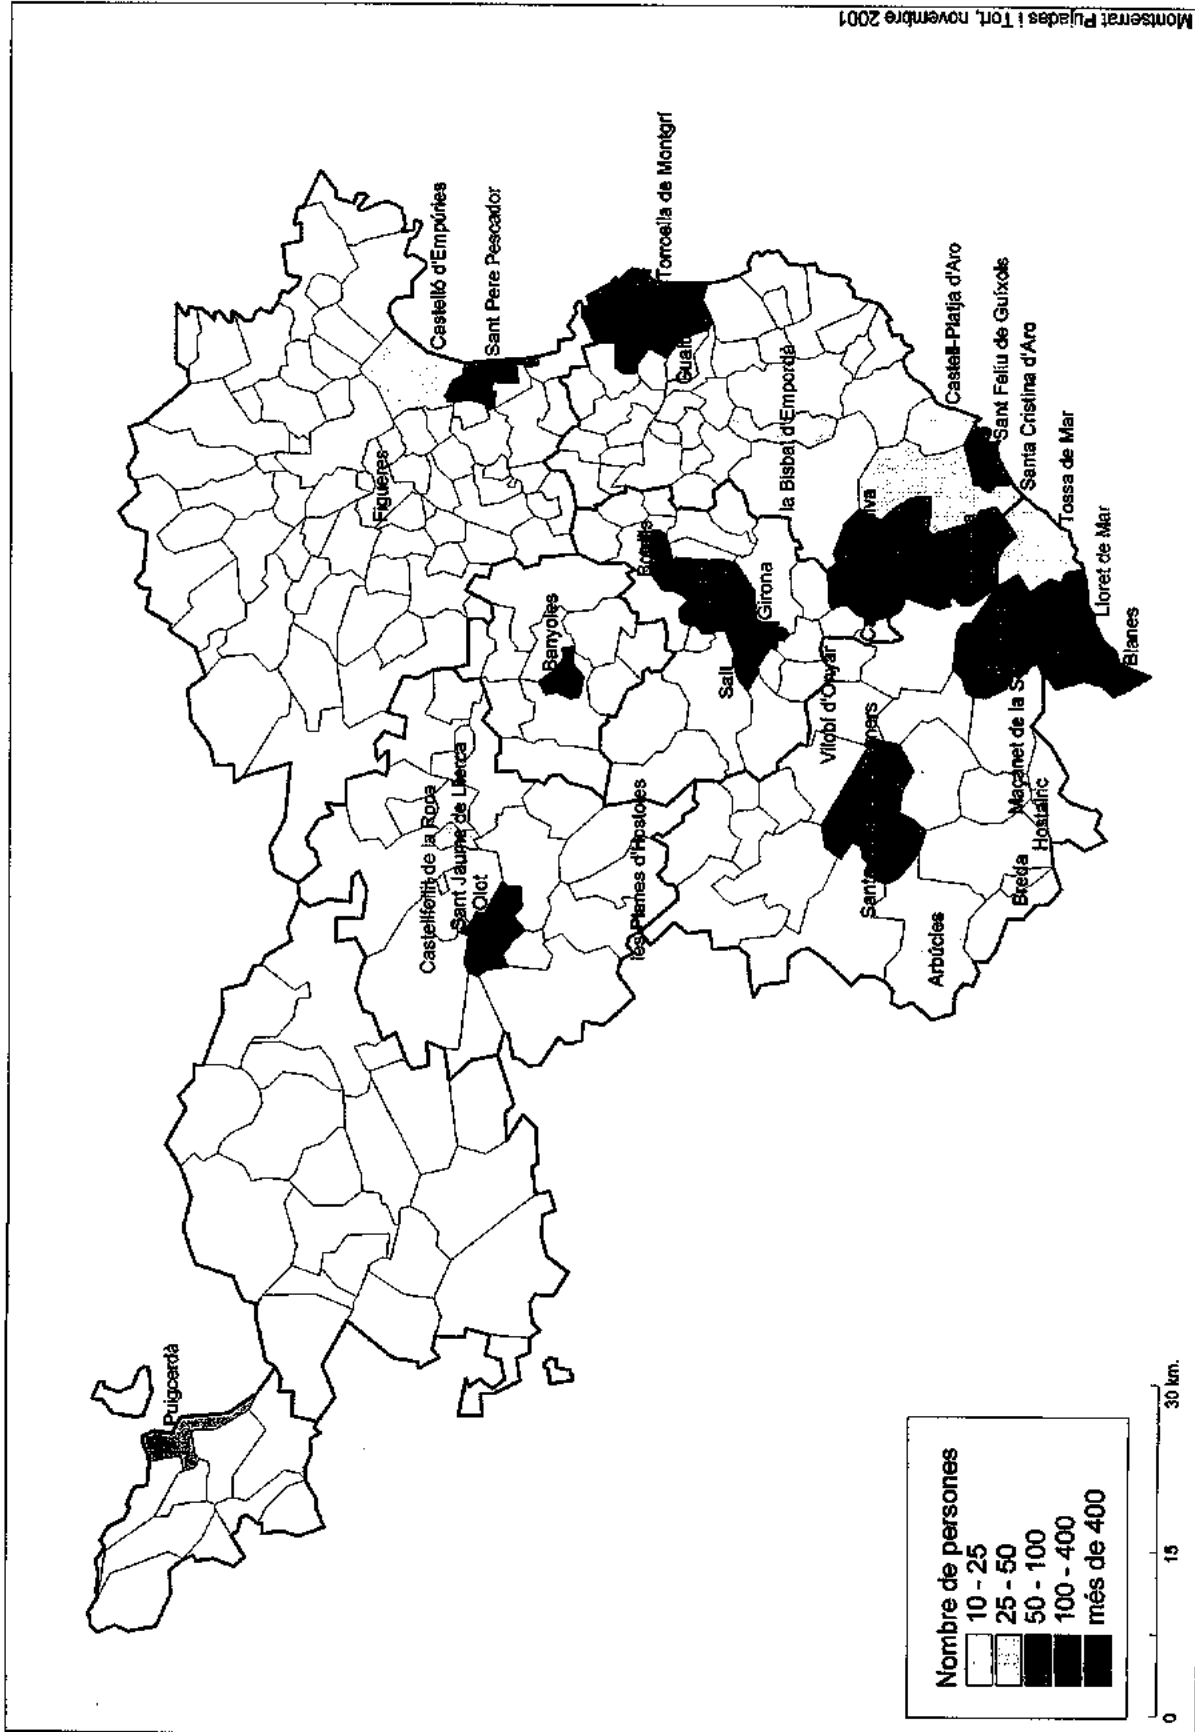 Montserrat Pujadas i Tort, novembre 2001
Puigcerdà
Figueres
Castelló d'Empúries
Sant Pere Pescador
Castellfollit de la Roca
Sant Jaume de Llierca
Olot
Banyoles
Torroella de Montgrí
Gualt
les Planes d'Hostoles
Salt
Girona
la Bisbal d'Empordà
Vilobí d'Onyar
Santa
ners
Arbúcies
Breda
Hostalric
Maçanet de la S
Castell-Platja d'Aro
Sant Feliu de Guíxols
Santa Cristina d'Aro
Tossa de Mar
Lloret de Mar
Blanes
Nombre de persones
10 - 25
25 - 50
50 - 100
100 - 400
més de 400
0 15 30 km.